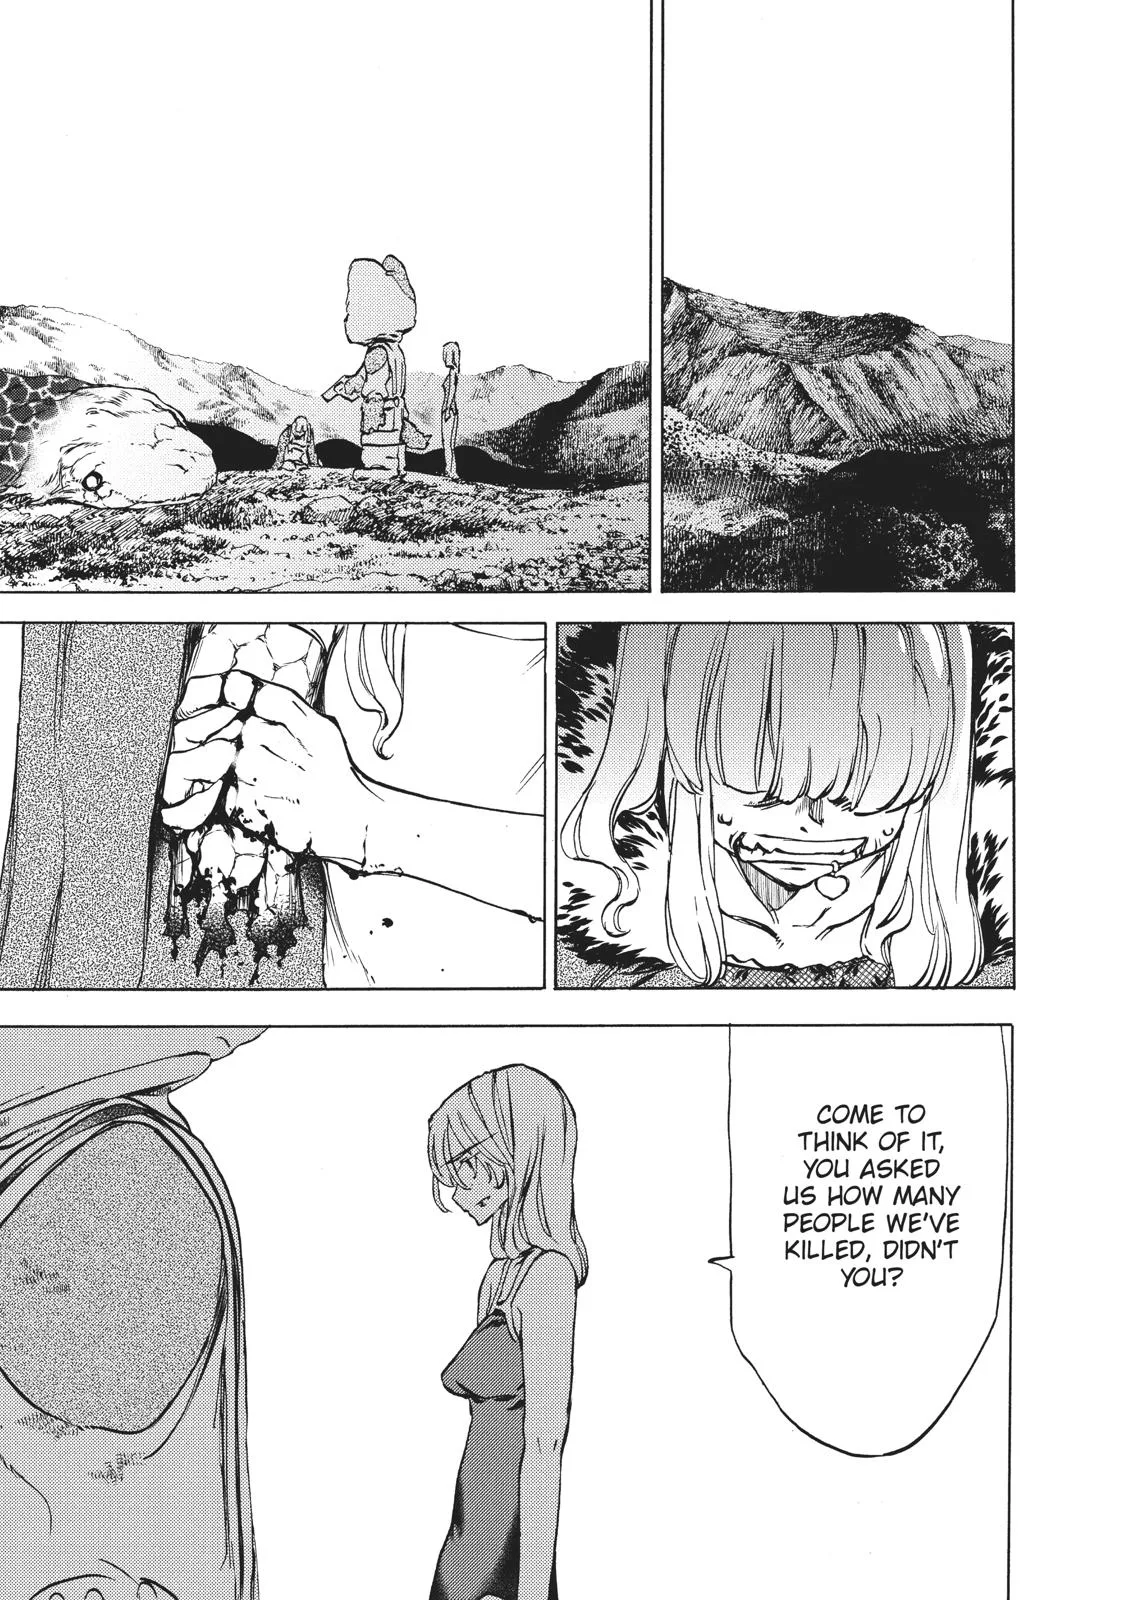 COME TO
THINK OF IT,
YOU ASKED
US HOW MANY
PEOPLE WE'VE
KILLED, DIDN'T
YOU?